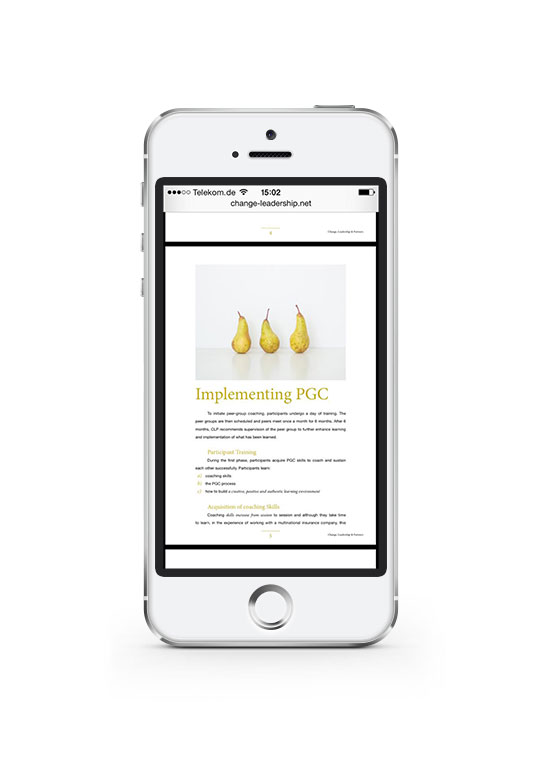 Telekom.de 15:02
change-leadership.net
4 Change Leadership & Partners
Implementing PGC
To initiate peer-group coaching, participants undergo a day of training. The
peer groups are then scheduled and peers meet once a month for 6 months. After 6
months, CLP recommends supervision of the peer group to further enhance learning
and implementation of what has been learned.
Participant Training
During the first phase, participants acquire PGC skills to coach and sustain
each other successfully. Participants learn:
a) coaching skills
b) the PGC-process
c) how to build a creative, positive and authentic learning environment
Acquisition of coaching Skills
Coaching skills increase from session to session and although they take time
to learn, in the experience of working with a multinational insurance company, this
5 Change Leadership & Partners